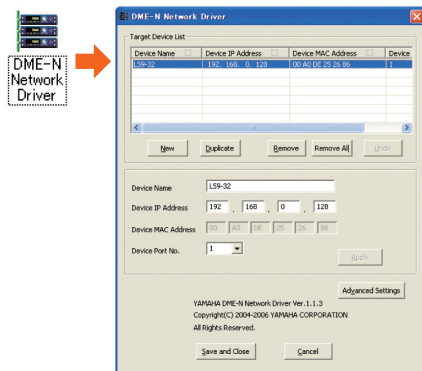 DME-N
Network
Driver
DME-N Network Driver
Target Device List
Device Name Device IP Address Device MAC Address Device
LS9-32 192. 168. 0. 128 00 A0 DE 25 26 86 1
New Duplicate Remove Remove All Undo
Device Name LS9-32
Device IP Address 192 . 168 . 0 . 128
Device MAC Address 00 A0 DE 25 26 86
Device Port No. 1
Apply
Advanced Settings
YAMAHA DME-N Network Driver Ver.1.1.3
Copyright(C) 2004-2006 YAMAHA CORPORATION
All Rights Reserved.
Save and Close Cancel